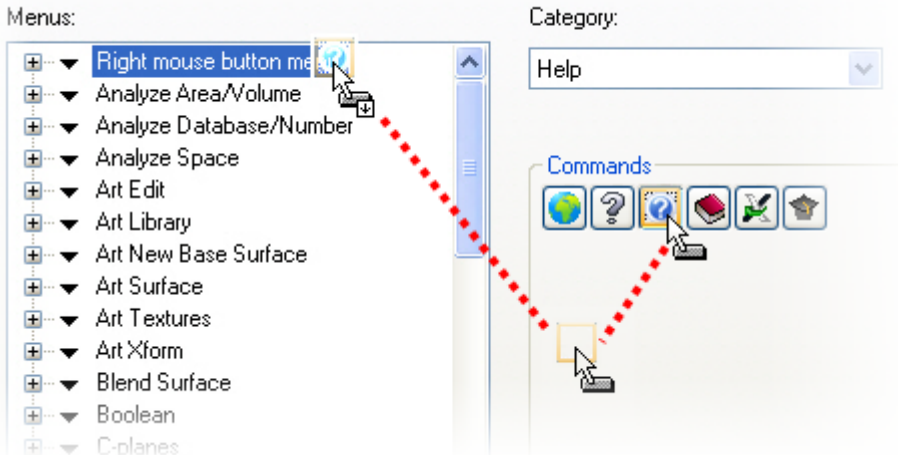 Menus:
Right mouse button me
Analyze Area/Volume
Analyze Database/Number
Analyze Space
Art Edit
Art Library
Art New Base Surface
Art Surface
Art Textures
Art Xform
Blend Surface
Boolean
C-planes
Category:
Help
Commands